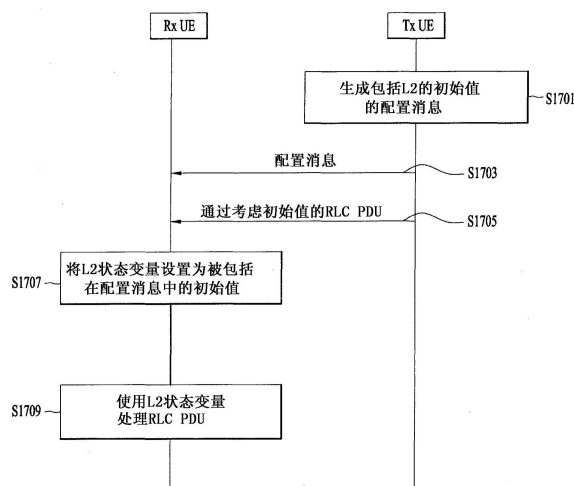 Rx UE
Tx UE
生成包括L2的初始值
的配置消息
S1701
配置消息
S1703
通过考虑初始值的RLC PDU
S1705
将L2状态变量设置为被包括
在配置消息中的初始值
S1707
使用L2状态变量
处理RLC PDU
S1709